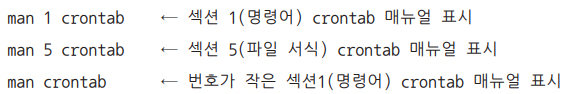 man 1 crontab ← 섹션 1(명령어) crontab 매뉴얼 표시
man 5 crontab ← 섹션 5(파일 서식) crontab 매뉴얼 표시
man crontab ← 번호가 작은 섹션1(명령어) crontab 매뉴얼 표시